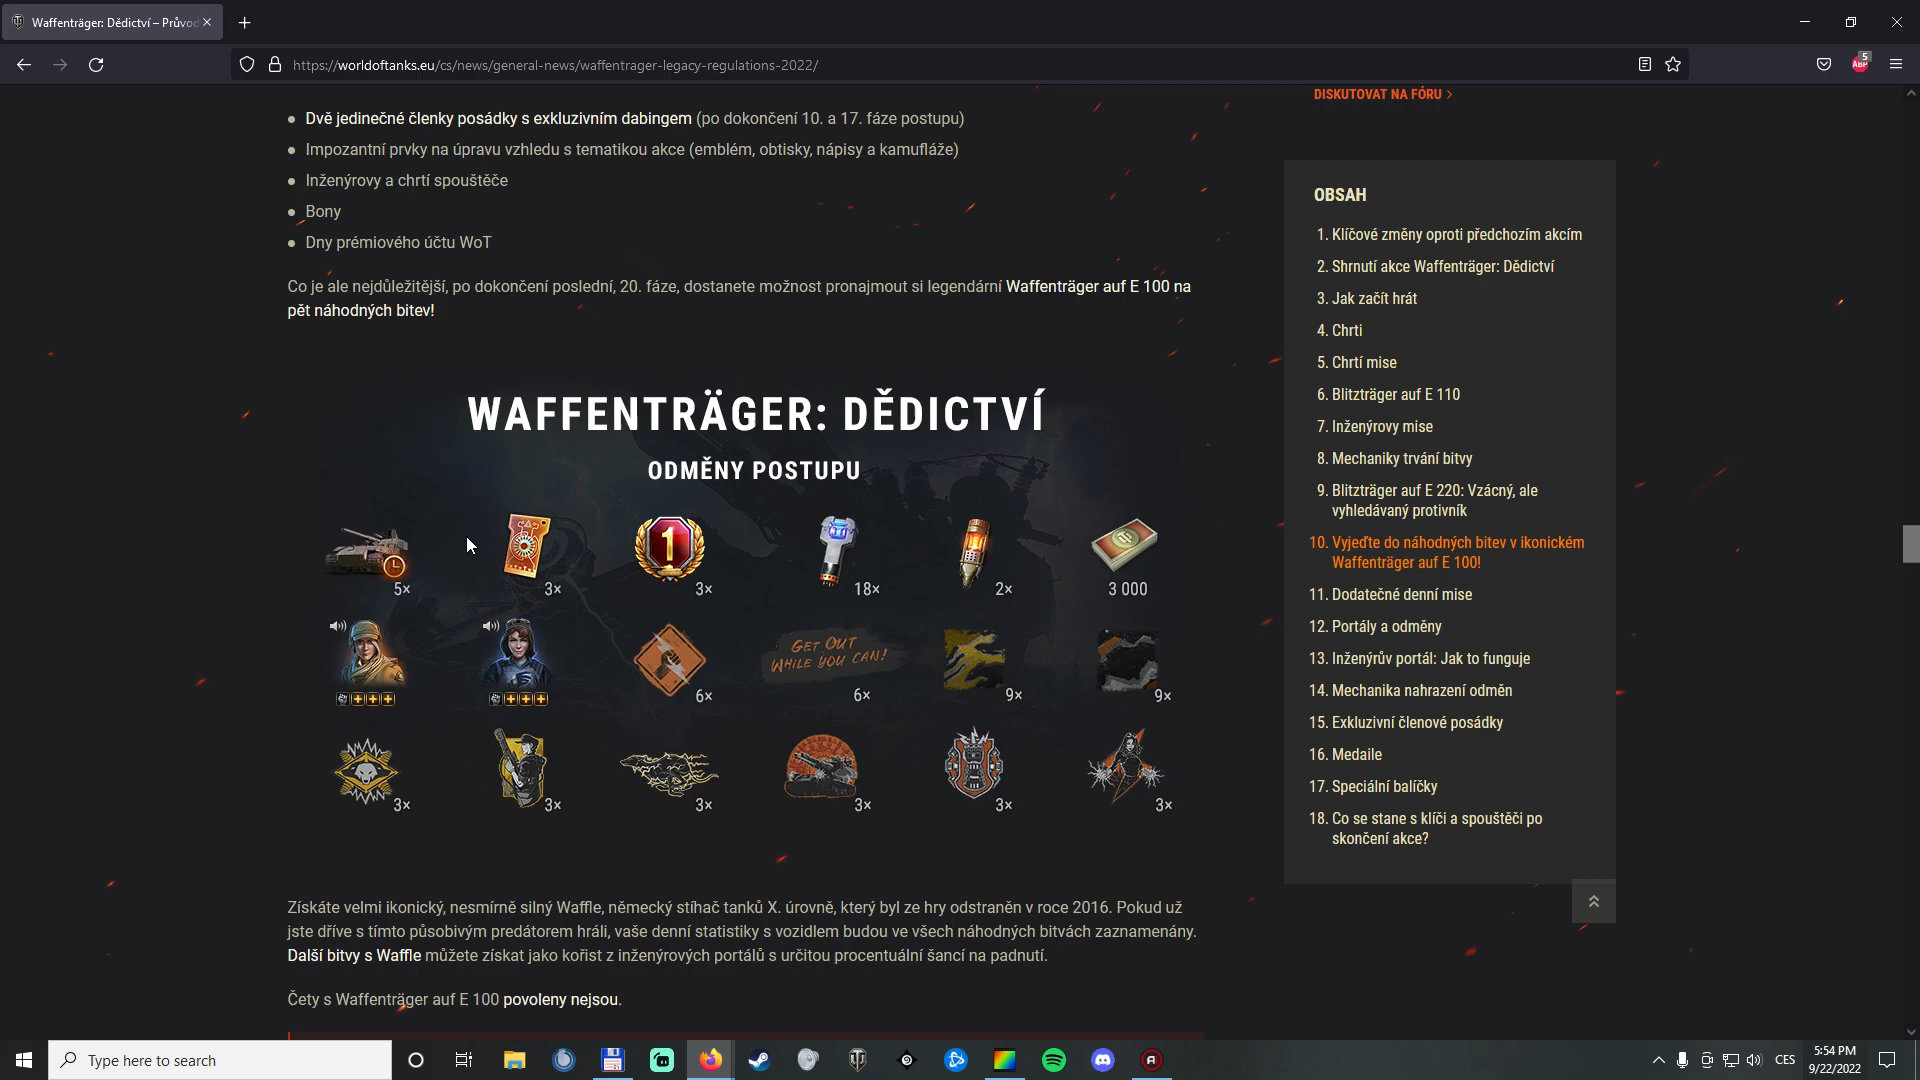 Waffenträger: Dědictví – Průvod
https://worldoftanks.eu/cs/news/general-news/waffentrager-legacy-regulations-2022/
5
ABP
DISKUTOVAT NA FÓRU
Dvě jedinečné členky posádky s exkluzivním dabingem (po dokončení 10. a 17. fáze postupu)
Impozantní prvky na úpravu vzhledu s tematikou akce (emblém, obtisky, nápisy a kamufláže)
Inženýrovy a chrtí spouštěče
Bony
Dny prémiového účtu WoT
Co je ale nejdůležitější, po dokončení poslední, 20. fáze, dostanete možnost pronajmout si legendární Waffenträger auf E 100 na
pět náhodných bitev!
WAFFENTRÄGER: DĚDICTVÍ
ODMĚNY POSTUPU
1
5×
3×
3×
18×
2×
3 000
GET OUT
WHILE YOU CAN!
6×
6×
9×
9×
3×
3×
3×
3×
3×
3×
Získáte velmi ikonický, nesmírně silný Waffle, německý stíhač tanků X. úrovně, který byl ze hry odstraněn v roce 2016. Pokud už
jste dříve s tímto působivým predátorem hráli, vaše denní statistiky s vozidlem budou ve všech náhodných bitvách zaznamenány.
Další bitvy s Waffle můžete získat jako kořist z inženýrových portálů s určitou procentuální šancí na padnutí.
Čety s Waffenträger auf E 100 povoleny nejsou.
OBSAH
1. Klíčové změny oproti předchozím akcím
2. Shrnutí akce Waffenträger: Dědictví
3. Jak začít hrát
4. Chrti
5. Chrtí mise
6. Blitzträger auf E 110
7. Inženýrovy mise
8. Mechaniky trvání bitvy
9. Blitzträger auf E 220: Vzácný, ale
vyhledávaný protivník
10. Vyjeďte do náhodných bitev v ikonickém
Waffenträger auf E 100!
11. Dodatečné denní mise
12. Portály a odměny
13. Inženýrův portál: Jak to funguje
14. Mechanika nahrazení odměn
15. Exkluzivní členové posádky
16. Medaile
17. Speciální balíčky
18. Co se stane s klíči a spouštěči po
skončení akce?
Type here to search
CES
5:54 PM
9/22/2022